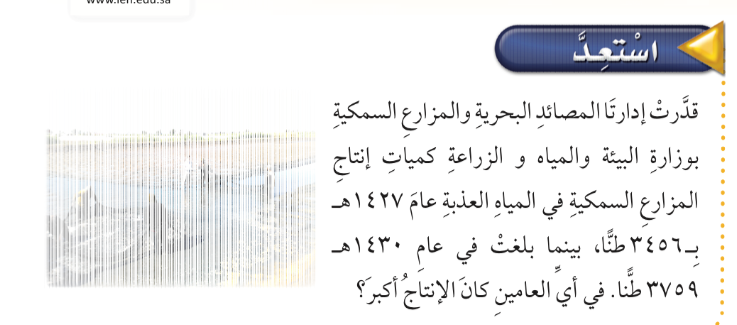 www.ien.edu.sa
اسْتعِدَّ
قدَّرتْ إدارتَا المصائدِ البحريةِ والمزارعِ السمكيةِ
بوزارةِ البيئة والمياه و الزراعةِ كمياتِ إنتاجِ
المزارعِ السمكيةِ في المياهِ العذبةِ عامَ ١٤٢٧هـ
بِـ ٣٤٥٦ طنًّا، بينما بلغتْ في عامِ ١٤٣٠هـ
٣٧٥٩ طنًّا. في أيِّ العامينِ كانَ الإنتاجُ أكبرَ؟